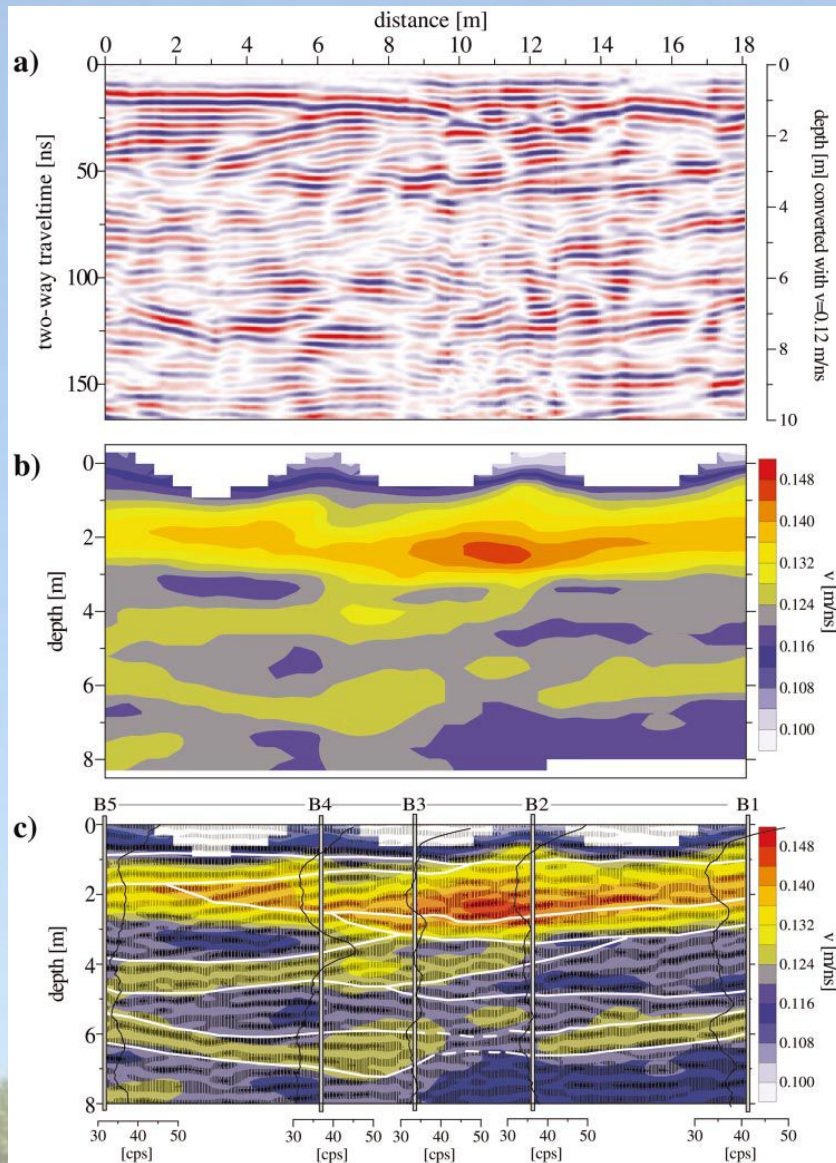 distance [m]
0 2 4 6 8 10 12 14 16 18
a)
two-way traveltime [ns]
0
50
100
150
depth [m] converted with v=0.12 m/ns
0
2
4
6
8
10
b)
depth [m]
0
2
4
6
8
0.148
0.140
0.132
0.124
0.116
0.108
0.100
v [m/ns]
B5 B4 B3 B2 B1
c)
depth [m]
0
2
4
6
8
0.148
0.140
0.132
0.124
0.116
0.108
0.100
v [m/ns]
30 40 50 30 40 50 30 40 50 30 40 50 30 40 50
[cps] [cps] [cps] [cps] [cps]